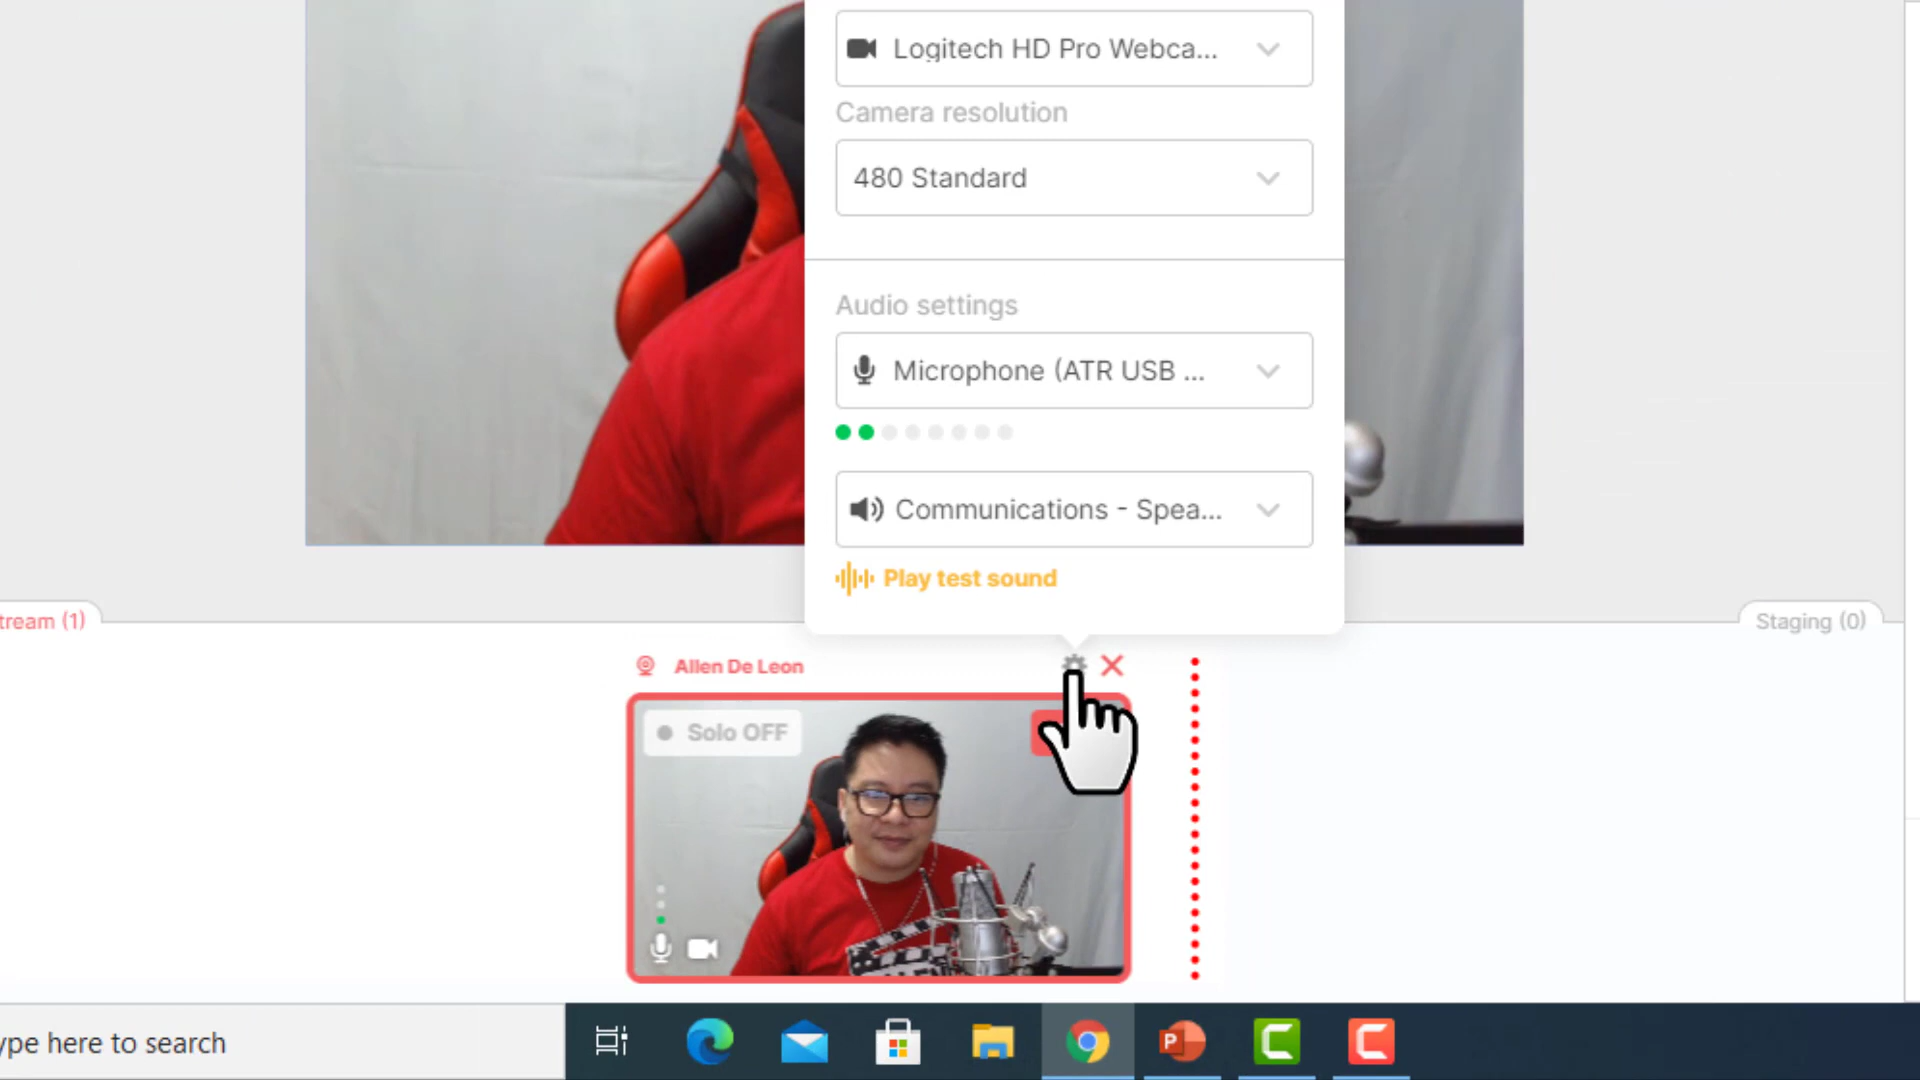 Logitech HD Pro Webca...
Camera resolution
480 Standard
Audio settings
Microphone (ATR USB ...
Communications - Spea...
Play test sound
tream (1)
Staging (0)
Allen De Leon
Solo OFF
ype here to search